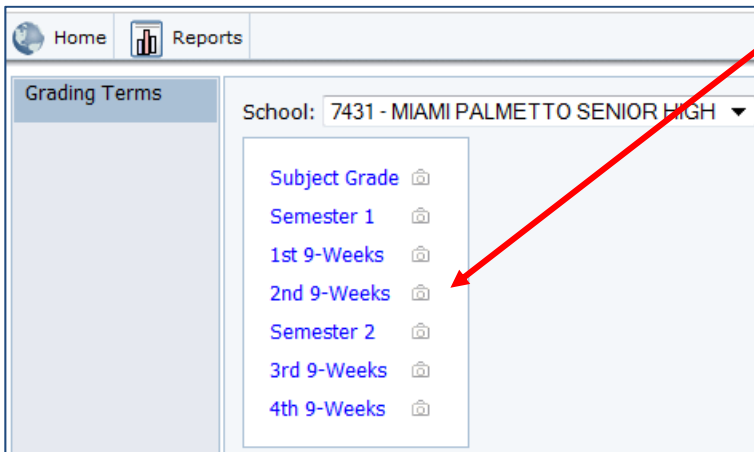 Home Reports
Grading Terms
School: 7431 - MIAMI PALMETTO SENIOR HIGH
Subject Grade
Semester 1
1st 9-Weeks
2nd 9-Weeks
Semester 2
3rd 9-Weeks
4th 9-Weeks